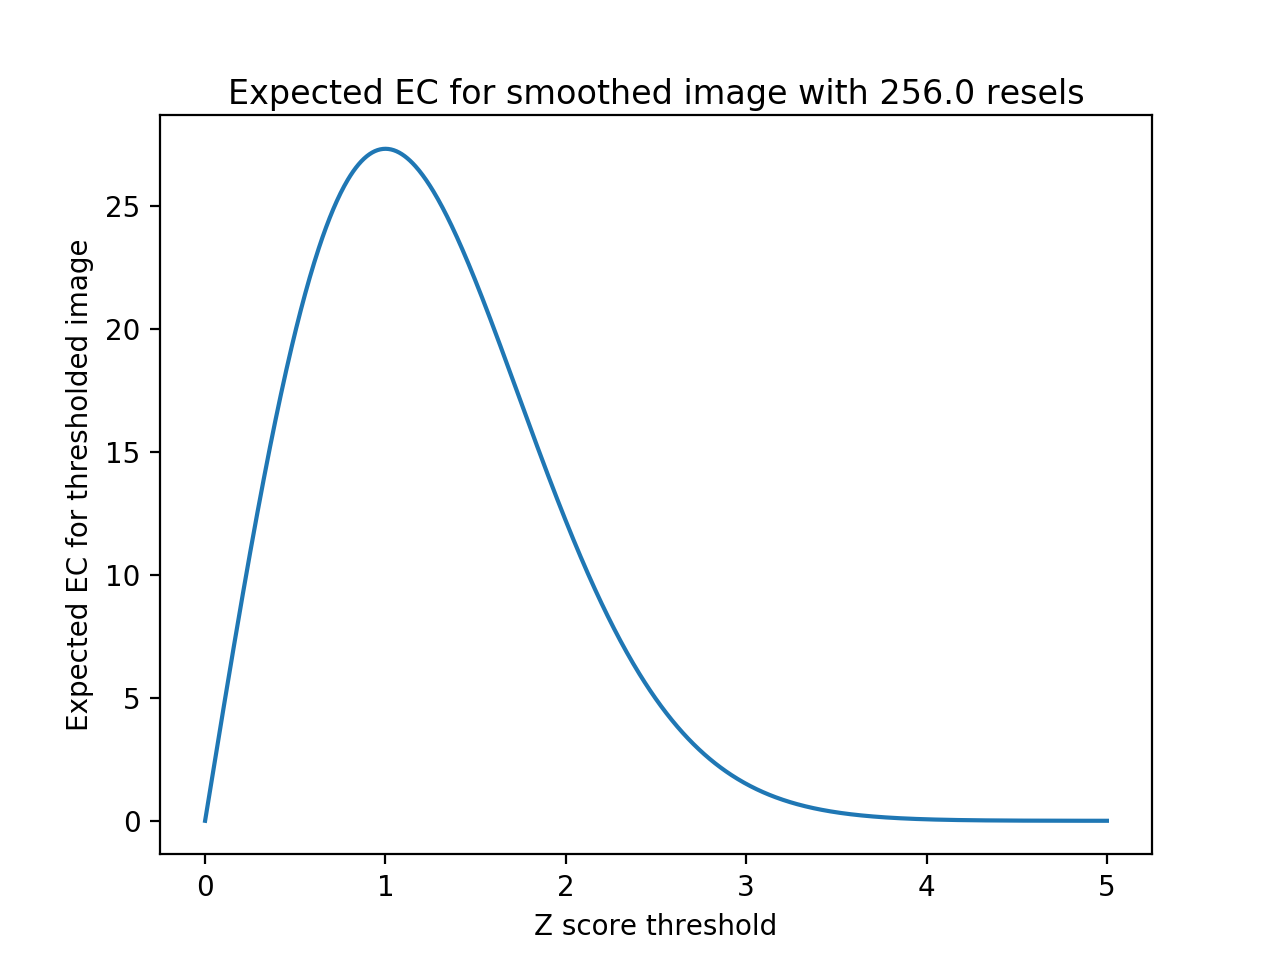 Expected EC for smoothed image with 256.0 resels
Expected EC for thresholded image
25
20
15
10
5
0
0 1 2 3 4 5
Z score threshold